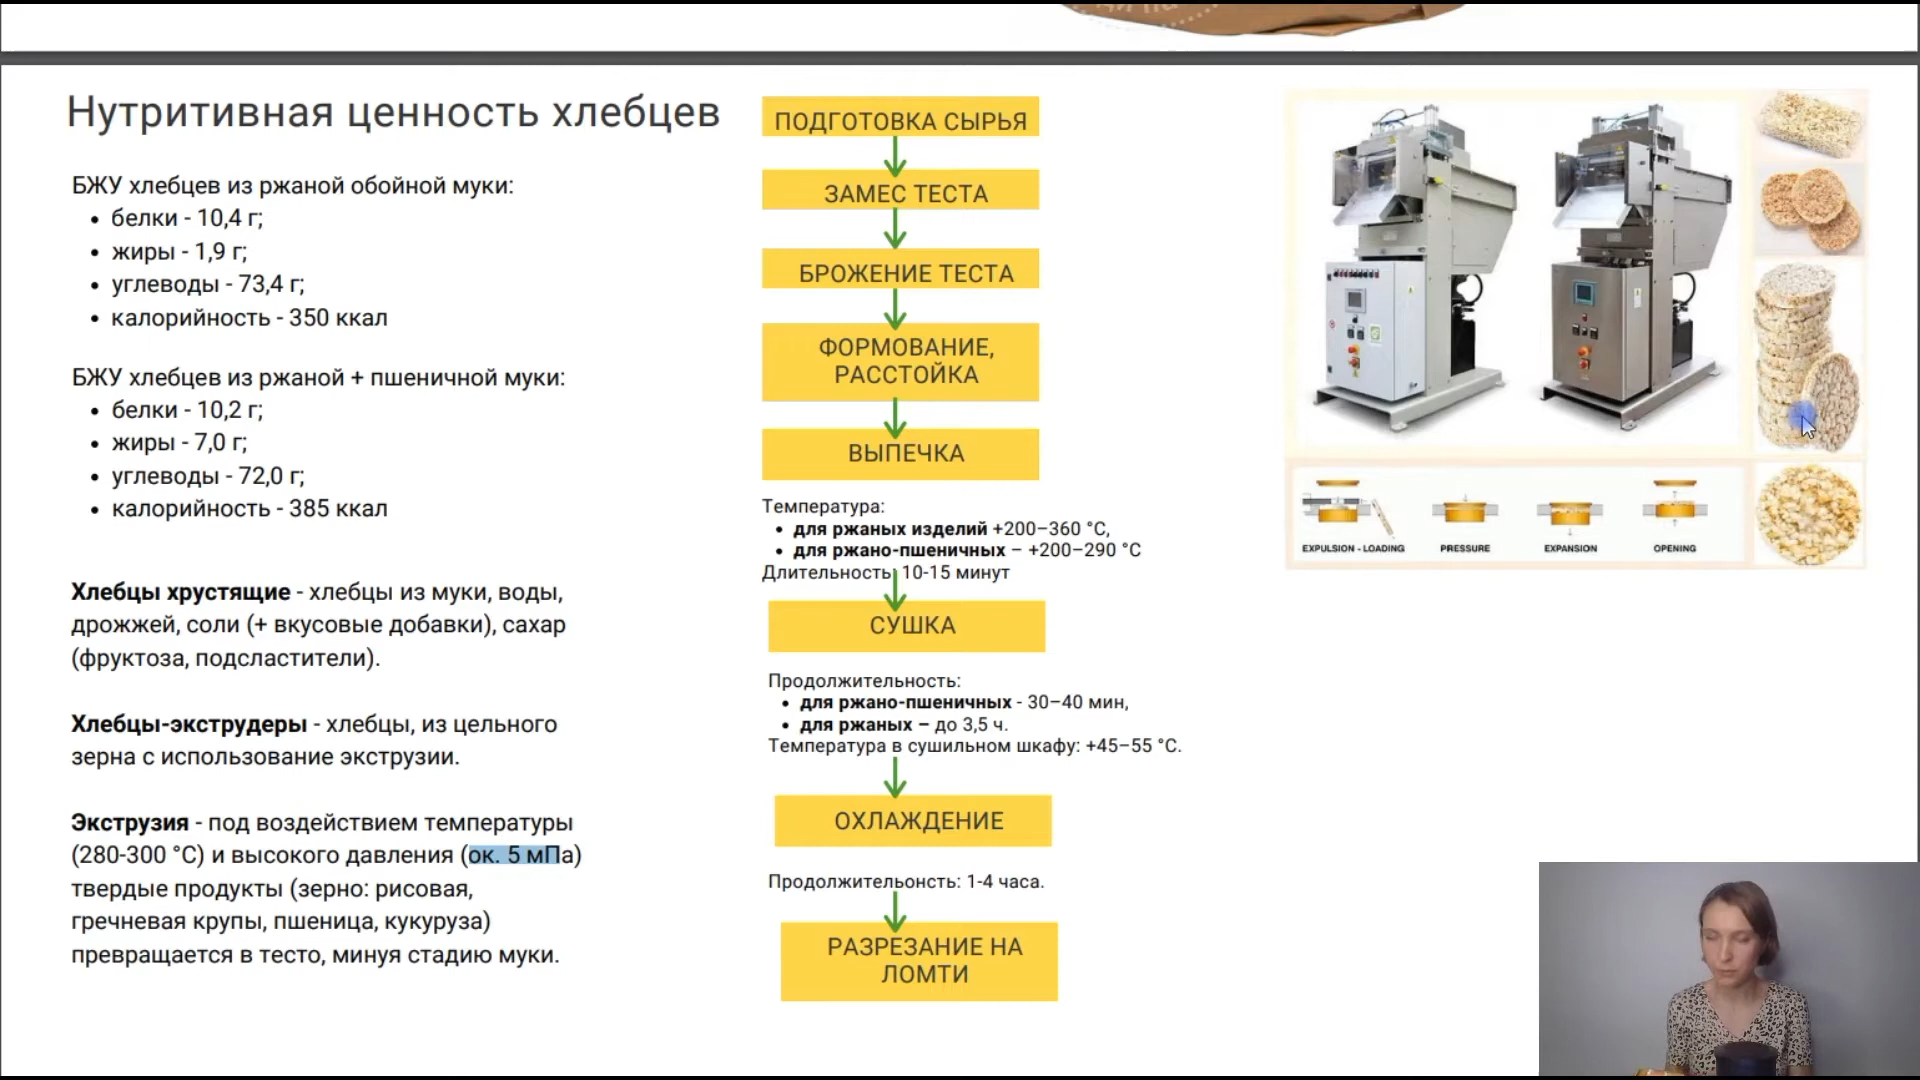 Нутритивная ценность хлебцев
БЖУ хлебцев из ржаной обойной муки:
• белки - 10,4 г;
• жиры - 1,9 г;
• углеводы - 73,4 г;
• калорийность - 350 ккал
БЖУ хлебцев из ржаной + пшеничной муки:
• белки - 10,2 г;
• жиры - 7,0 г;
• углеводы - 72,0 г;
• калорийность - 385 ккал
Хлебцы хрустящие - хлебцы из муки, воды,
дрожжей, соли (+ вкусовые добавки), сахар
(фруктоза, подсластители).
Хлебцы-экструдеры - хлебцы, из цельного
зерна с использование экструзии.
Экструзия - под воздействием температуры
(280-300 °С) и высокого давления (ок. 5 мПа)
твердые продукты (зерно: рисовая,
гречневая крупы, пшеница, кукуруза)
превращается в тесто, минуя стадию муки.
ПОДГОТОВКА СЫРЬЯ
ЗАМЕС ТЕСТА
БРОЖЕНИЕ ТЕСТА
ФОРМОВАНИЕ,
РАССТОЙКА
ВЫПЕЧКА
Температура:
• для ржаных изделий +200–360 °С,
• для ржано-пшеничных – +200–290 °С
Длительность: 10-15 минут
СУШКА
Продолжительность:
• для ржано-пшеничных - 30–40 мин,
• для ржаных – до 3,5 ч.
Температура в сушильном шкафу: +45–55 °С.
ОХЛАЖДЕНИЕ
Продолжительонсть: 1-4 часа.
РАЗРЕЗАНИЕ НА
ЛОМТИ
EXPULSION - LOADING
PRESSURE
EXPANSION
OPENING